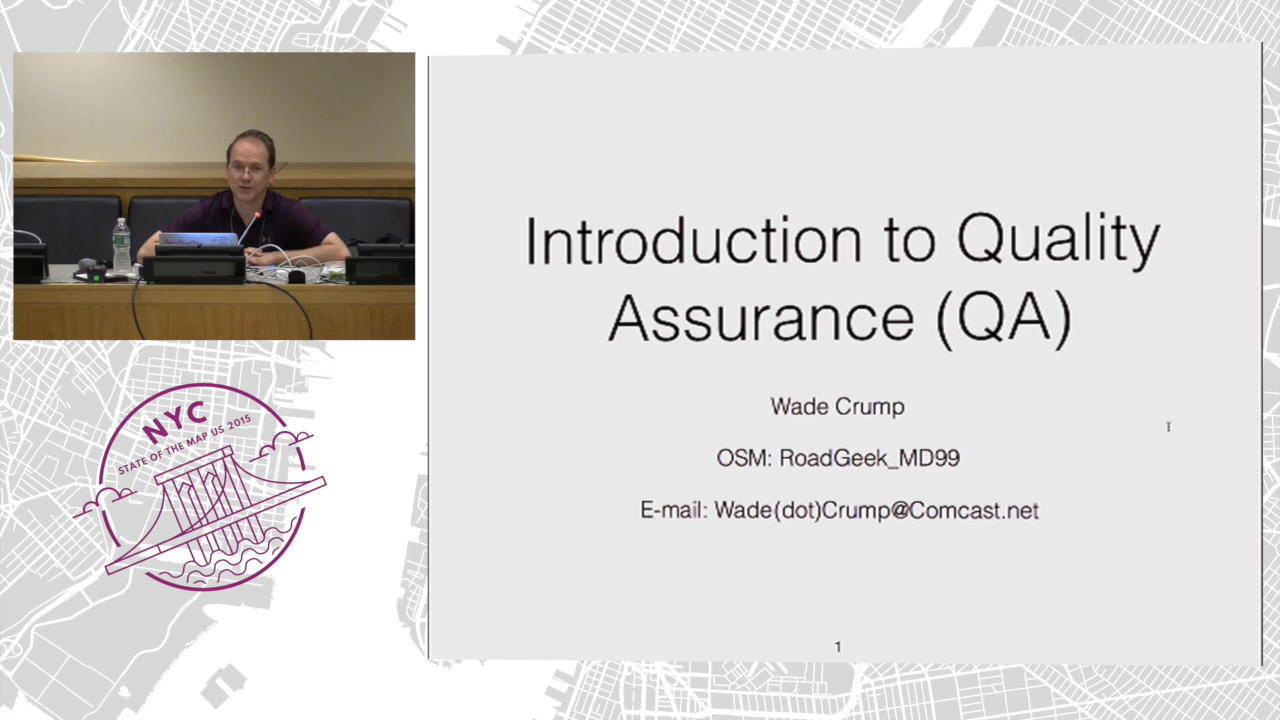 NYC
STATE OF THE MAP US 2015
Introduction to Quality
Assurance (QA)
Wade Crump
OSM: RoadGeek_MD99
E-mail: Wade(dot)Crump@Comcast.net
1